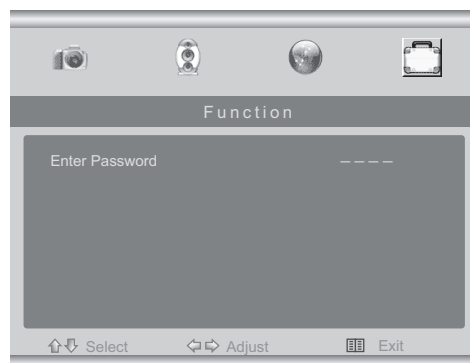 Function
Enter Password – – – –
Select Adjust Exit